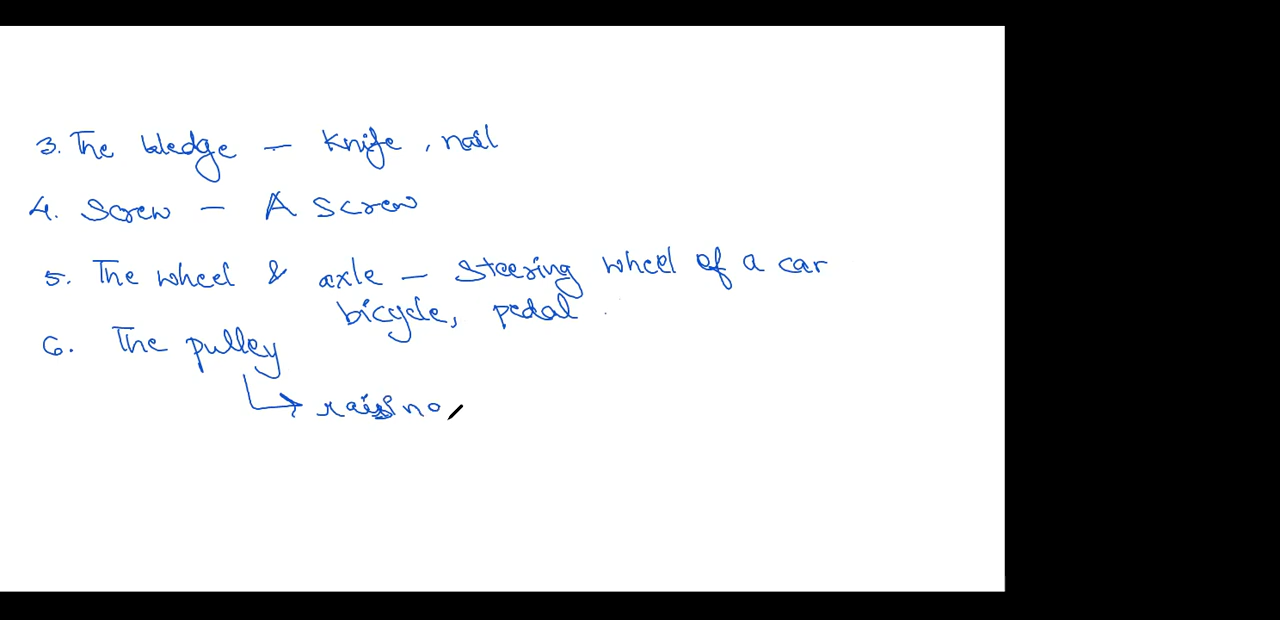 3. The wedge – Knife, nail
4. Screw – A screw
5. The wheel & axle – Steering wheel of a car
bicycle, pedal
6. The pulley